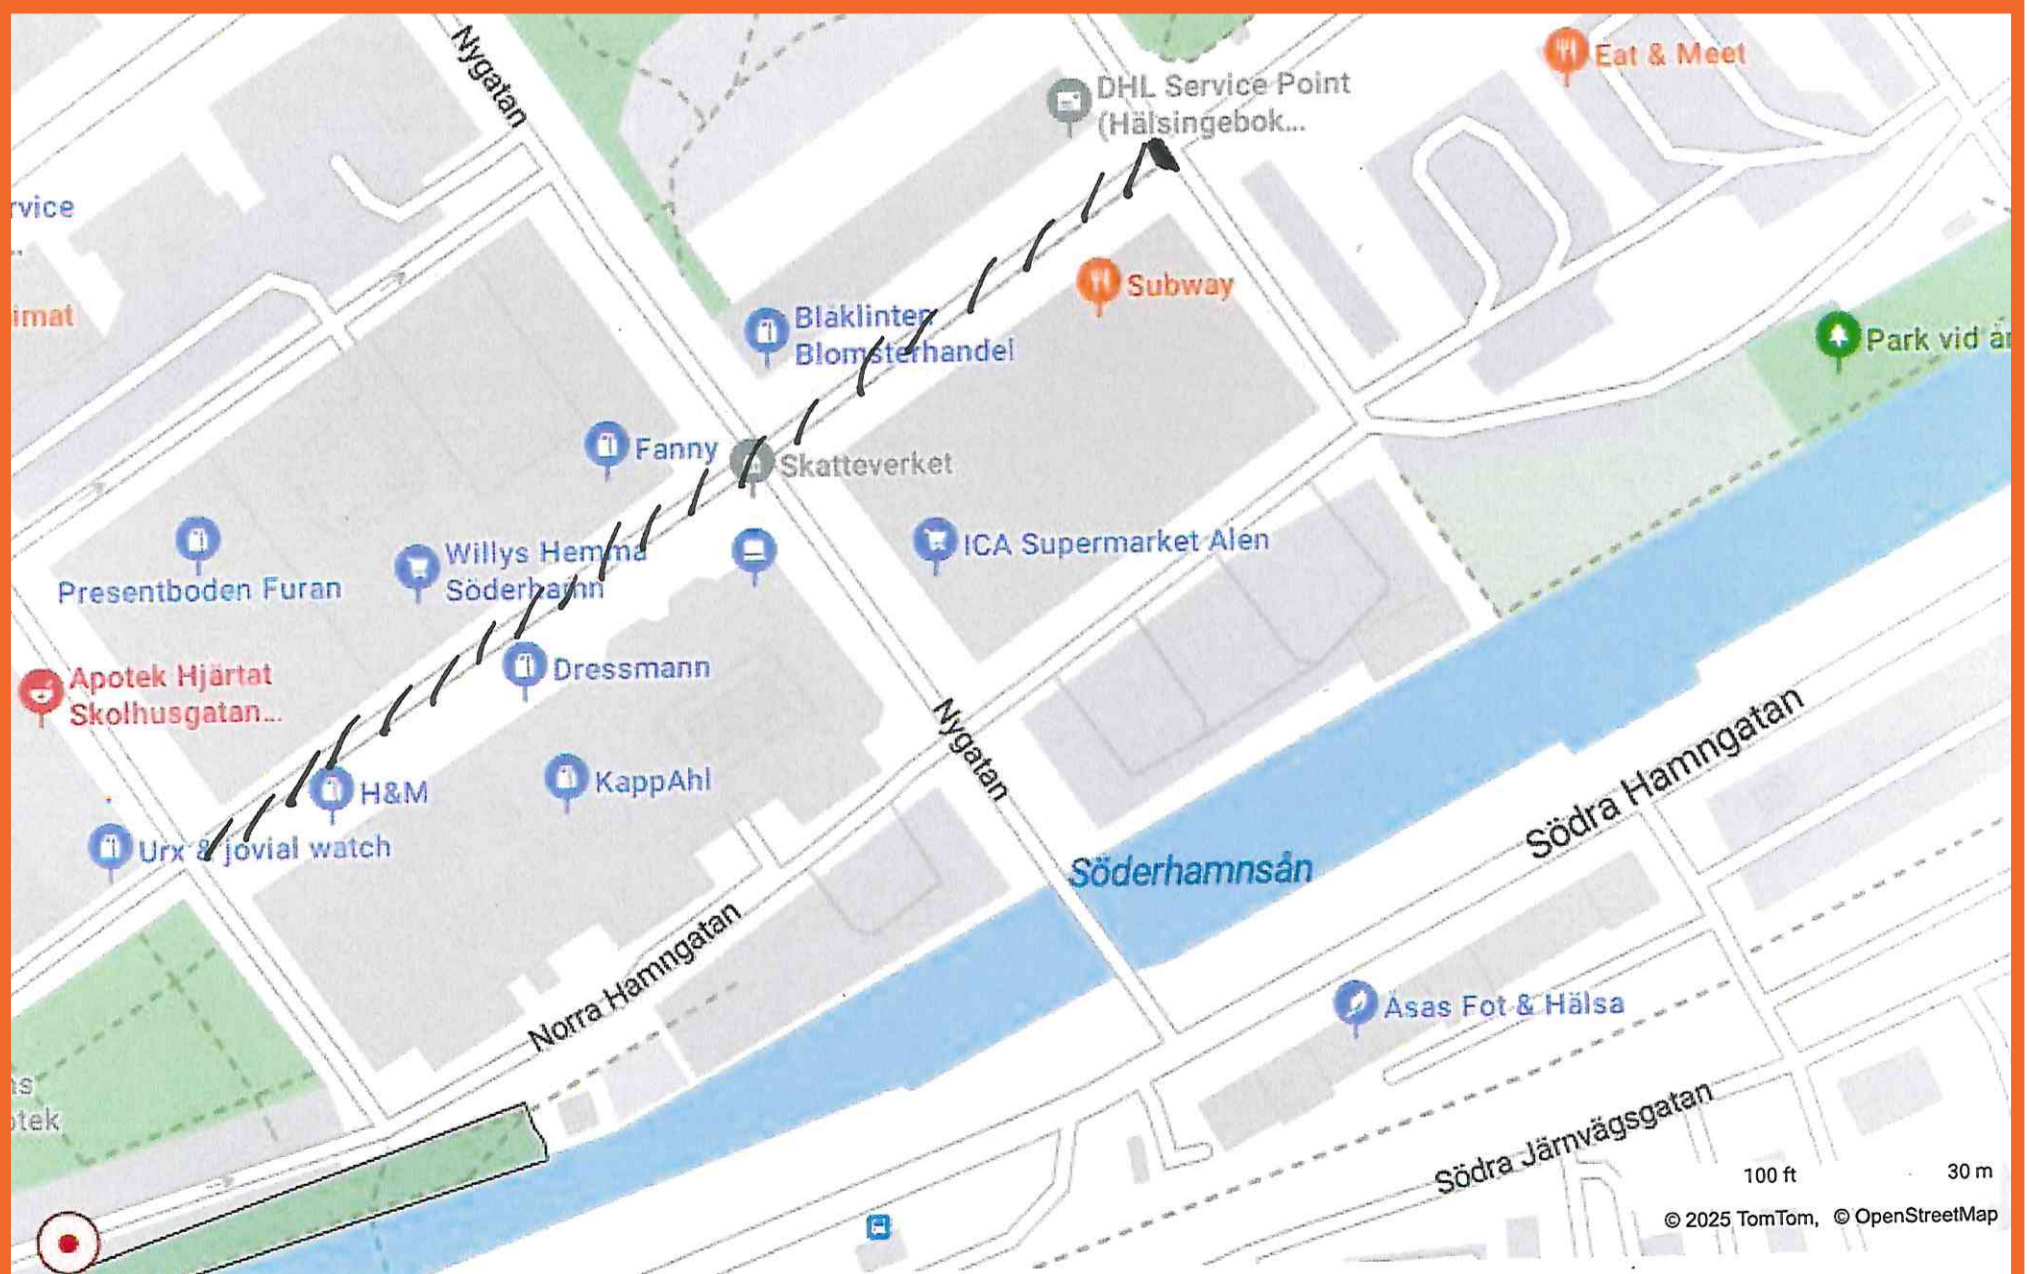 Nygatan
Eat & Meet
DHL Service Point
(Hälsingebok...
rvice
..
imat
Subway
Blåklinten
Blomsterhandel
Park vid å
Fanny
Skatteverket
Willys Hemma
Söderhamn
ICA Supermarket Alen
Presentboden Furan
Apotek Hjärtat
Skolhusgatan...
Dressmann
Nygatan
H&M
KappAhl
Urx & jovial watch
Södra Hamngatan
Söderhamnsån
Norra Hamngatan
Åsas Fot & Hälsa
as
otek
Södra Järnvägsgatan
100 ft
30 m
© 2025 TomTom, © OpenStreetMap